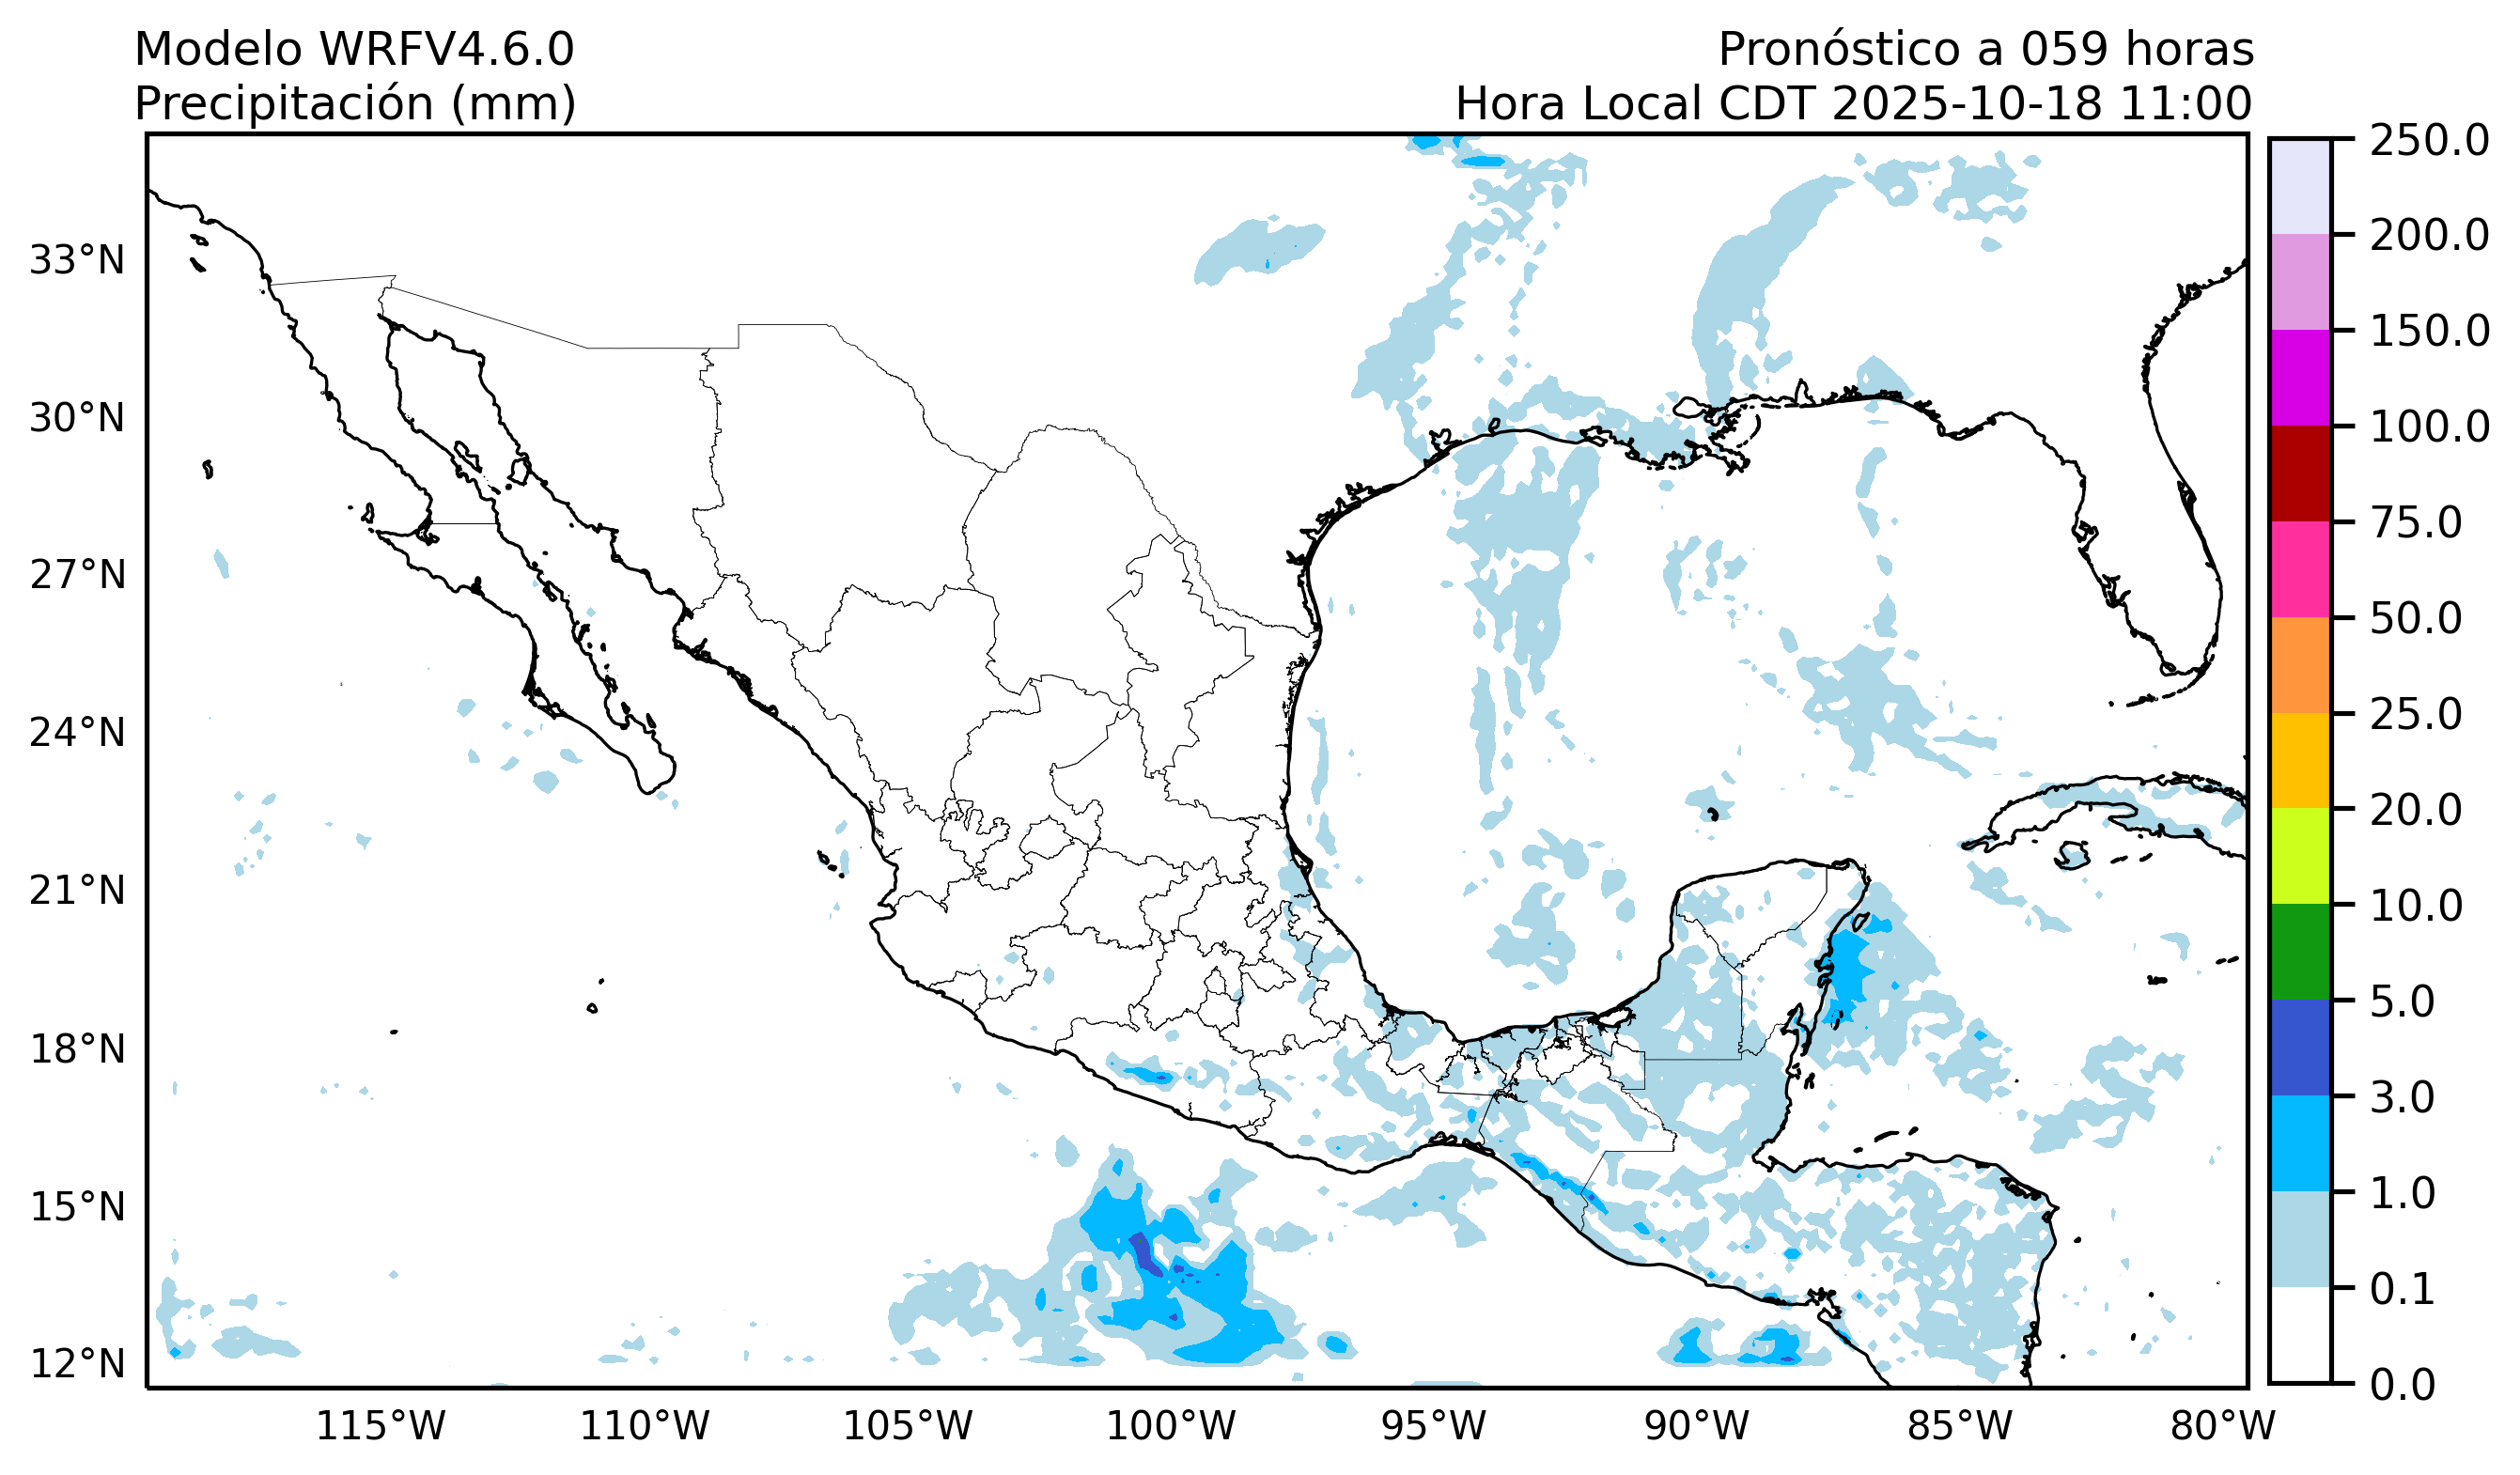 Modelo WRFV4.6.0
Precipitación (mm)
Pronóstico a 059 horas
Hora Local CDT 2025-10-18 11:00
33°N
30°N
27°N
24°N
21°N
18°N
15°N
12°N
115°W
110°W
105°W
100°W
95°W
90°W
85°W
80°W
250.0
200.0
150.0
100.0
75.0
50.0
25.0
20.0
10.0
5.0
3.0
1.0
0.1
0.0